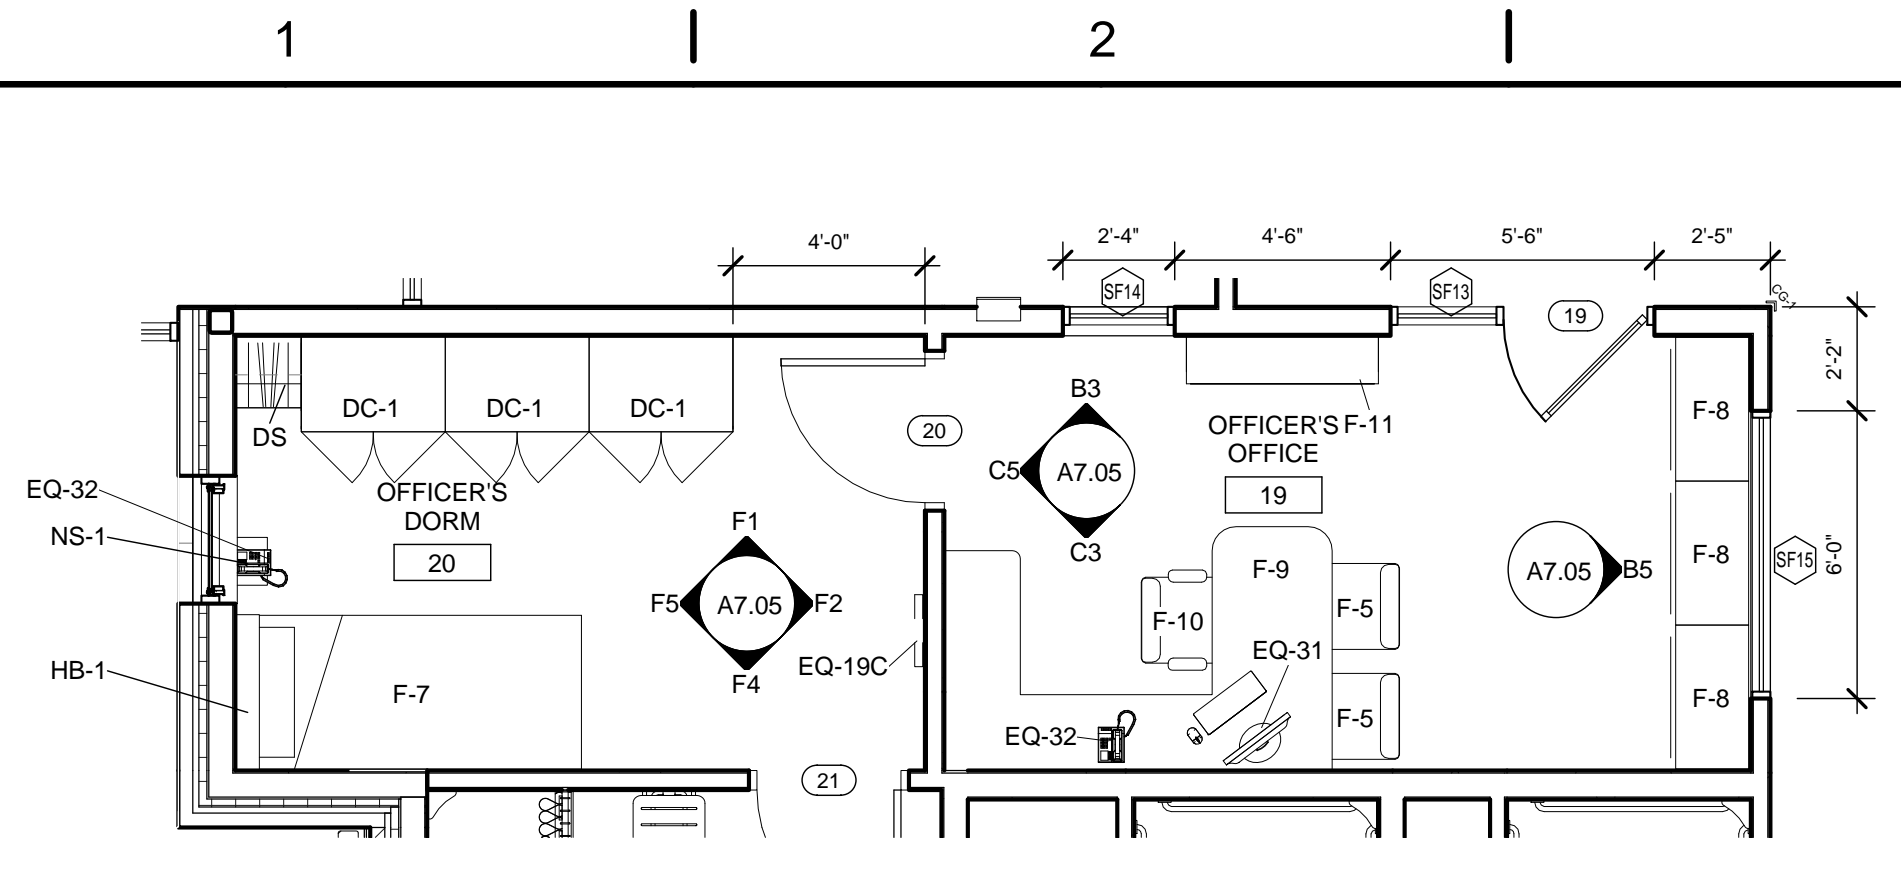 1
2
4'-0"
2'-4"
4'-6"
5'-6"
2'-5"
SF14
SF13
CG-1
19
2'-2"
DC-1
DC-1
DC-1
DS
20
B3
OFFICER'S
OFFICE
F-11
F-8
C5
A7.05
19
EQ-32
NS-1
OFFICER'S
DORM
20
F1
C3
F-9
A7.05
B5
F-8
SF15
6'-0"
F5
A7.05
F2
F-10
F-5
EQ-31
HB-1
F-7
EQ-19C
F4
F-8
F-5
EQ-32
21